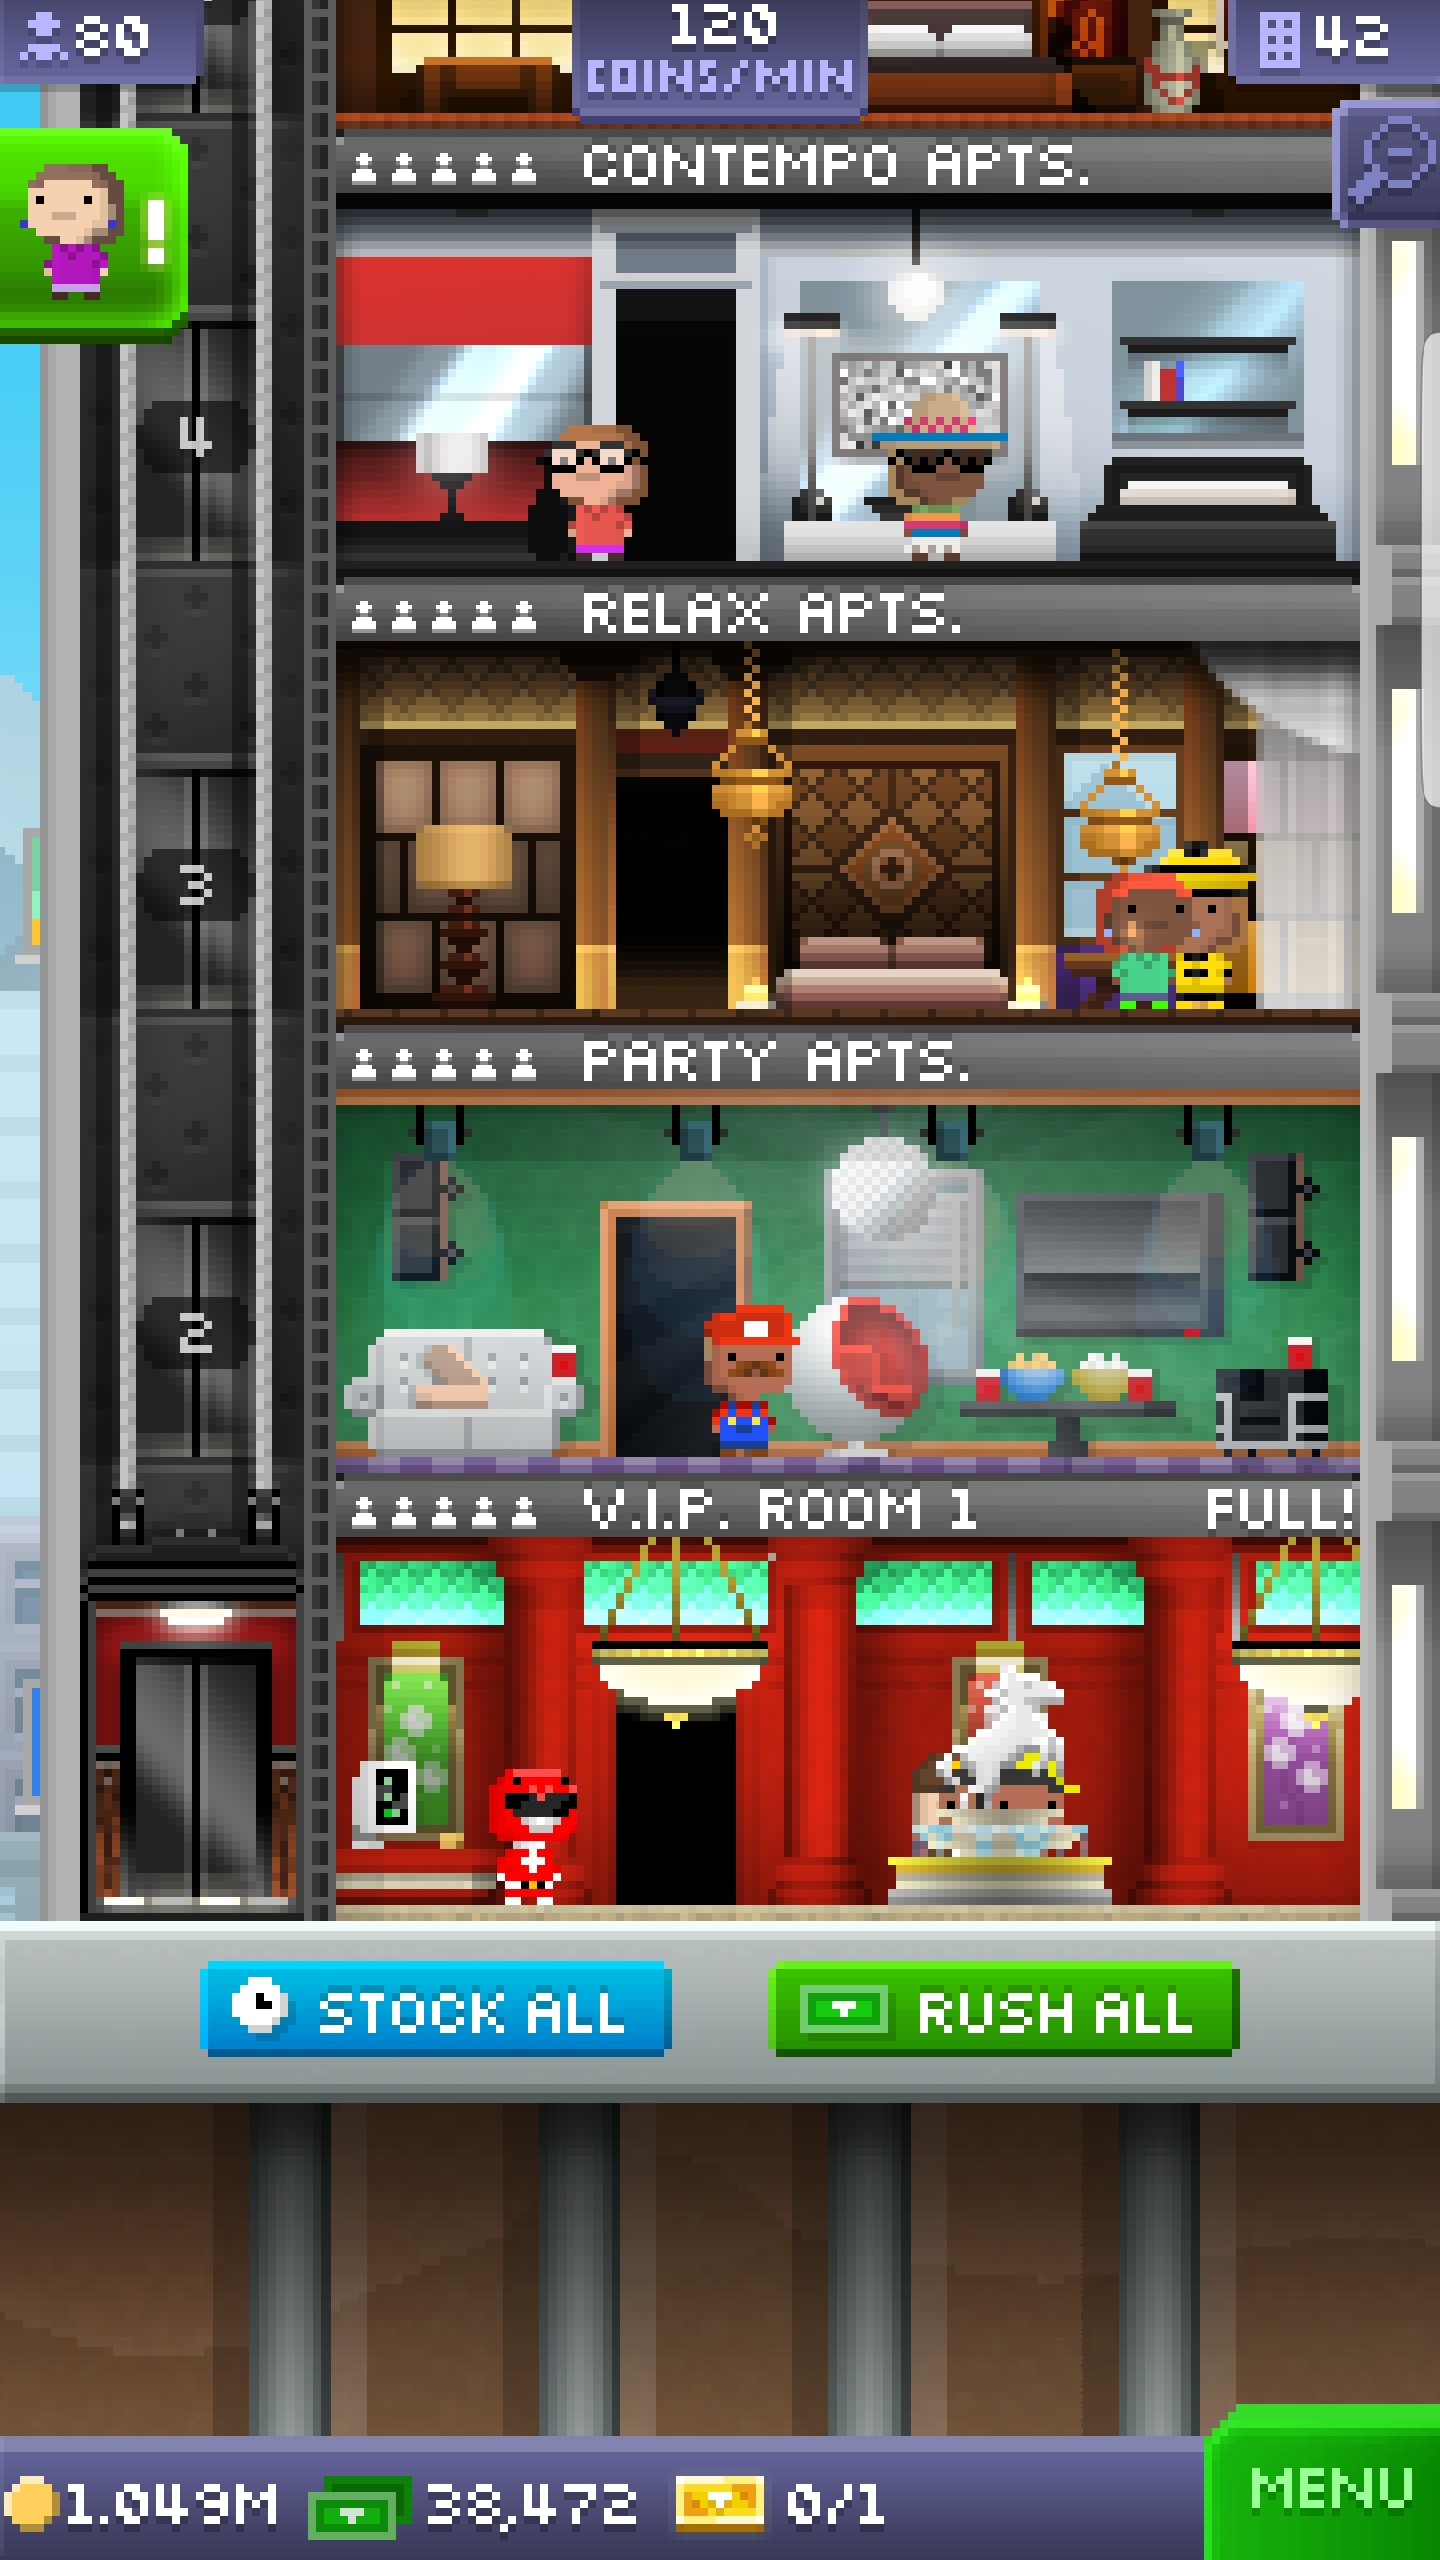 80
120
COINS/MIN
42
CONTEMPO APTS.
!
4
RELAX APTS.
3
PARTY APTS.
2
V.I.P. ROOM 1 FULL!
STOCK ALL
RUSH ALL
1.049M 38,472 0/1
MENU